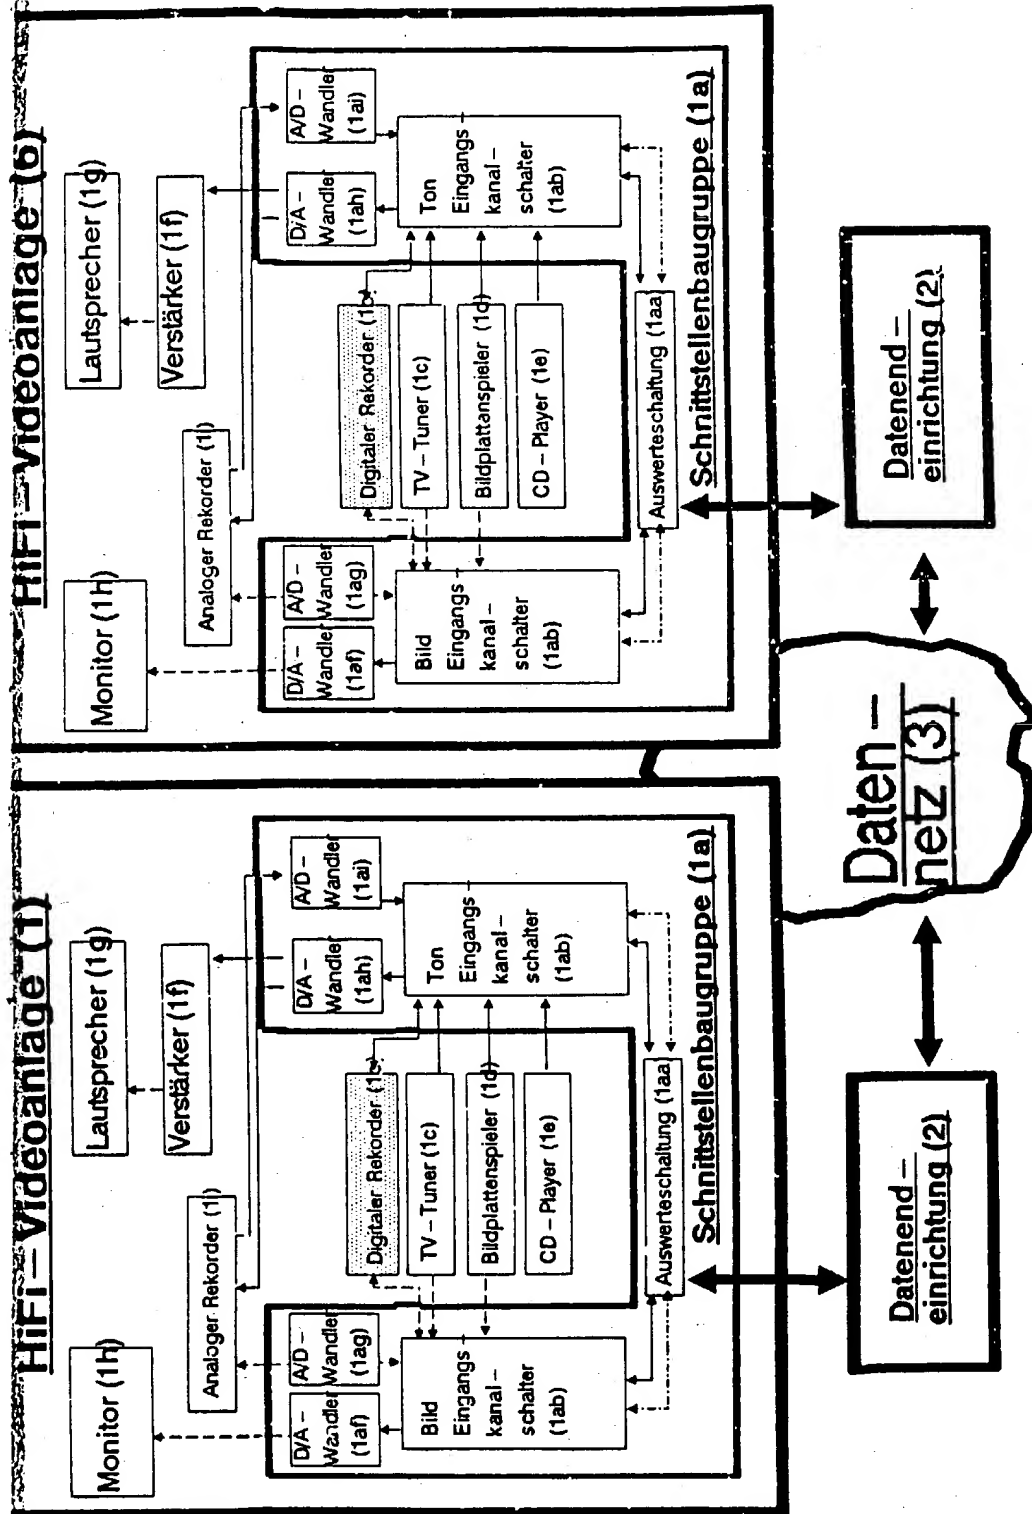 HiFi–Videoanlage (1)
Monitor (1h)
Lautsprecher (1g)
Verstärker (1f)
Analoger Rekorder (1j)
D/A –
Wandler
(1af)
A/D –
Wandler
(1ag)
D/A –
Wandler
(1ah)
A/D –
Wandler
(1ai)
Bild
Eingangs –
kanal –
schalter
(1ab)
Digitaler Rekorder (1b)
TV – Tuner (1c)
Bildplattenspieler (1d)
CD – Player (1e)
Ton
Eingangs –
kanal –
schalter
(1ab)
Auswerteschaltung (1aa)
Schnittstellenbaugruppe (1a)
Datenend –
einrichtung (2)
HiFi–Videoanlage (6)
Monitor (1h)
Lautsprecher (1g)
Verstärker (1f)
Analoger Rekorder (1j)
D/A –
Wandler
(1af)
A/D –
Wandler
(1ag)
D/A –
Wandler
(1ah)
A/D –
Wandler
(1ai)
Bild
Eingangs –
kanal –
schalter
(1ab)
Digitaler Rekorder (1b)
TV – Tuner (1c)
Bildplattanspieler (1d)
CD – Player (1e)
Ton
Eingangs –
kanal –
schalter
(1ab)
Auswerteschaltung (1aa)
Schnittstellenbaugruppe (1a)
Datenend –
einrichtung (2)
Daten –
netz (3)